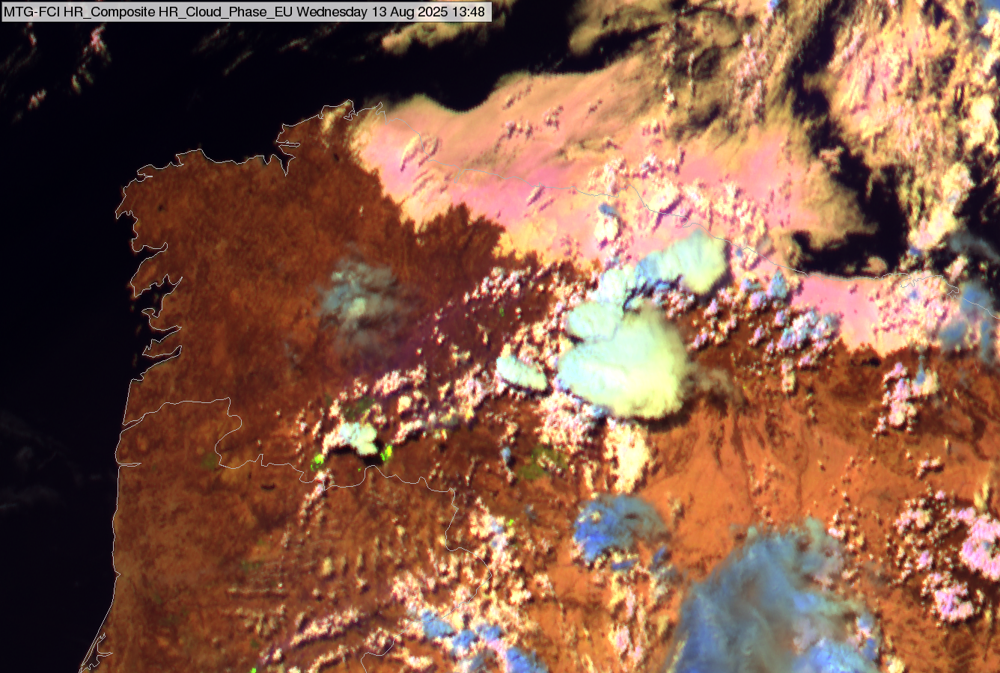 MTG-FCI HR_Composite HR_Cloud_Phase_EU Wednesday 13 Aug 2025 13:48